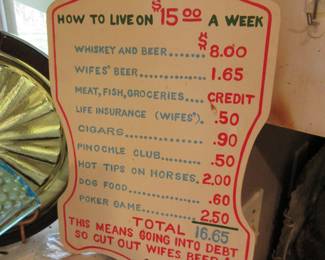 HOW TO LIVE ON $15.00 A WEEK
$
WHISKEY AND BEER....... 8.00
WIFES' BEER........ 1.65
MEAT, FISH, GROCERIES.... CREDIT
LIFE INSURANCE (WIFES'). .50
CIGARS............ .90
PINOCHLE CLUB..... .50
HOT TIPS ON HORSES. 2.00
DOG FOOD......... .60
POKER GAME..... 2.50
TOTAL 16.65
THIS MEANS GOING INTO DEBT
SO CUT OUT WIFES BEER